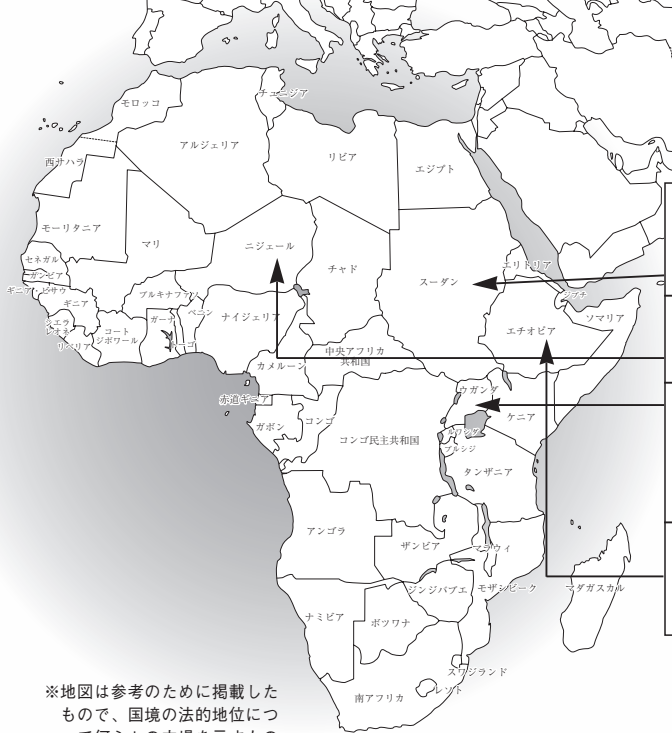 チュニジア
モロッコ
アルジェリア
リビア
エジプト
西サハラ
モーリタニア
マリ
ニジェール
チャド
スーダン
エリトリア
ジブチ
セネガル
ガンビア
ギニア・ビサウ
ギニア
シエラ
レオネ
リベリア
コート
ジボワール
ブルキナファソ
ガーナ
トーゴ
ベニン
ナイジェリア
カメルーン
中央アフリカ
共和国
エチオピア
ソマリア
赤道ギニア
ガボン
コンゴ
コンゴ民主共和国
ウガンダ
ケニア
ルワンダ
ブルンジ
タンザニア
アンゴラ
ザンビア
マラウィ
モザンビーク
マダガスカル
ジンジバブエ
ナミビア
ボツワナ
スワジランド
レソト
南アフリカ
※地図は参考のために掲載した
もので、国境の法的地位につ